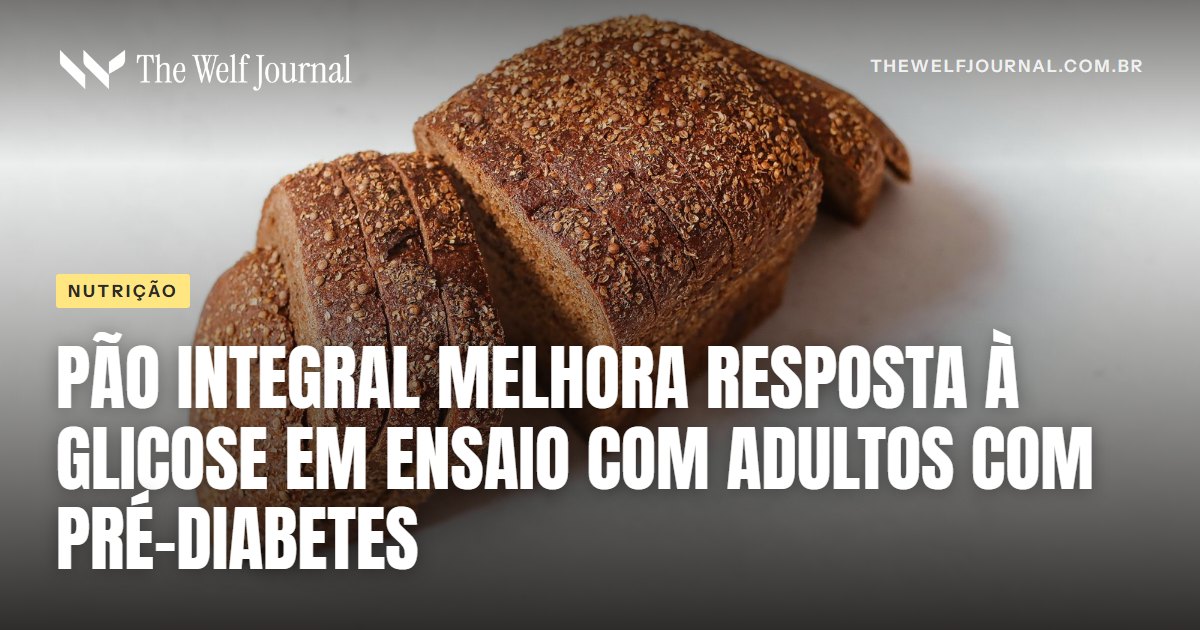 The Welf Journal
THEWELFJOURNAL.COM.BR
NUTRIÇÃO
PÃO INTEGRAL MELHORA RESPOSTA À
GLICOSE EM ENSAIO COM ADULTOS COM
PRÉ-DIABETES